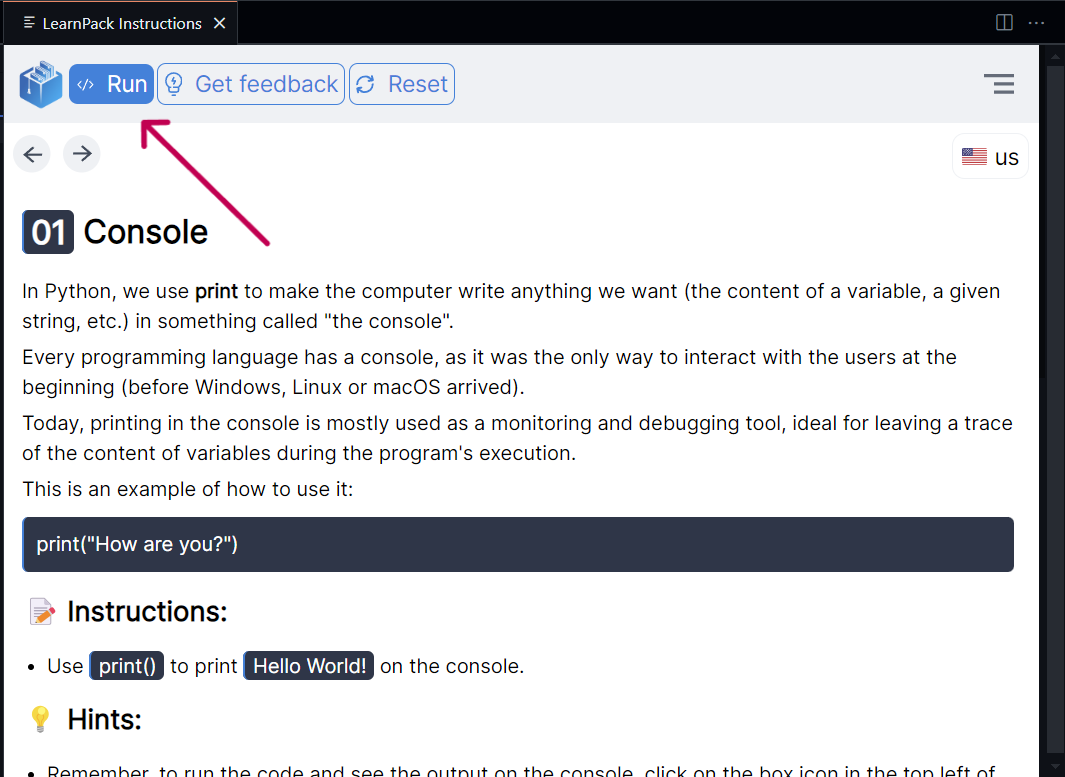 LearnPack Instructions
</> Run
Get feedback
Reset
us
01 Console
In Python, we use print to make the computer write anything we want (the content of a variable, a given
string, etc.) in something called "the console".
Every programming language has a console, as it was the only way to interact with the users at the
beginning (before Windows, Linux or macOS arrived).
Today, printing in the console is mostly used as a monitoring and debugging tool, ideal for leaving a trace
of the content of variables during the program's execution.
This is an example of how to use it:
print("How are you?")
Instructions:
• Use print() to print Hello World! on the console.
Hints:
• Remember, to run the code and see the output on the console, click on the box icon in the top left of